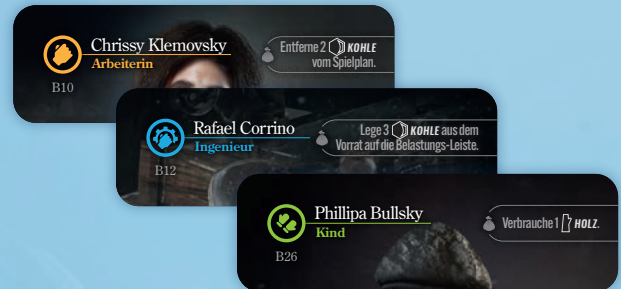 Chrissy Klemovsky
Arbeiterin
B10
Entferne 2 KOHLE
vom Spielplan.
Rafael Corrino
Ingenieur
B12
Lege 3 KOHLE aus dem
Vorrat auf die Belastungs-Leiste.
Phillipa Bullsky
Kind
B26
Verbrauche 1 HOLZ.